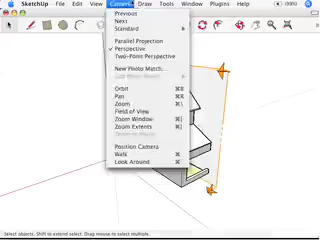 SketchUp File Edit View Camera Draw Tools Window Plugins Help (99%)
Previous
Next
Standard
Parallel Projection
✓ Perspective
Two-Point Perspective
New Photo Match...
Orbit ⌘B
Pan ⌘R
Zoom ⌘\
Field of View
Zoom Window ⌘]
Zoom Extents ⌘[
Position Camera
Walk
Look Around
Select objects. Shift to extend select. Drag mouse to select multiple.